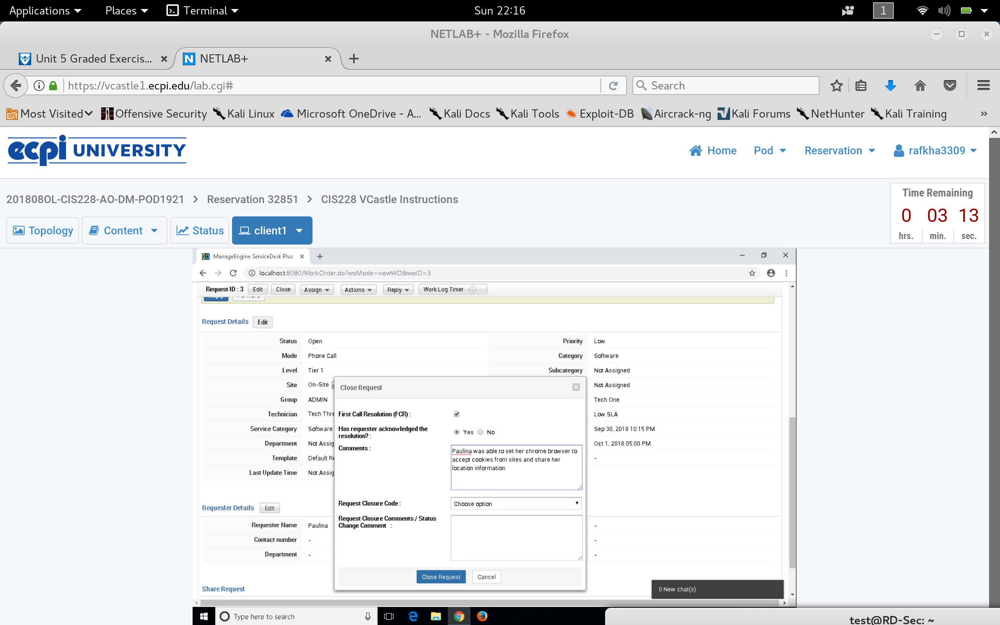 Applications Places Terminal Sun 22:16 1
NETLAB+ - Mozilla Firefox
Unit 5 Graded Exercis... NETLAB+
https://vcastle1.ecpi.edu/lab.cgi# Search
Most Visited Offensive Security Kali Linux Microsoft OneDrive - A... Kali Docs Kali Tools Exploit-DB Aircrack-ng Kali Forums NetHunter Kali Training »
ecpi UNIVERSITY Home Pod Reservation rafkha3309
201808OL-CIS228-AO-DM-POD1921 > Reservation 32851 > CIS228 VCastle Instructions
Time Remaining
0 03 13
hrs. min. sec.
Topology Content Status client1
ManageEngine ServiceDesk Plus
localhost:8080/WorkOrder.do?woMode=viewWO&woID=3
Request ID : 3 Edit Close Assign Actions Reply Work Log Timer
Request Details Edit
Status Open Priority Low
Mode Phone Call Category Software
Level Tier 1 Subcategory Not Assigned
Site On-Site Not Assigned
Group ADMIN Tech One
Technician Tech Thre Low SLA
Service Category Software Sep 30, 2018 10:15 PM
Department Not Assig Oct 1, 2018 05:00 PM
Template Default Re -
Last Update Time Not Assig
Close Request
First Call Resolution (FCR) :
Has requester acknowledged the
resolution? : Yes No
Comments :
Paulina was able to set her chrome browser to
accept cookies from sites and share her
location information
Request Closure Code : Choose option
Request Closure Comments / Status
Change Comment :
Close Request Cancel
Requester Details Edit
Requester Name Paulina -
Contact number - -
Department - -
Share Request
0 New chat(s)
Type here to search
test@RD-Sec: ~